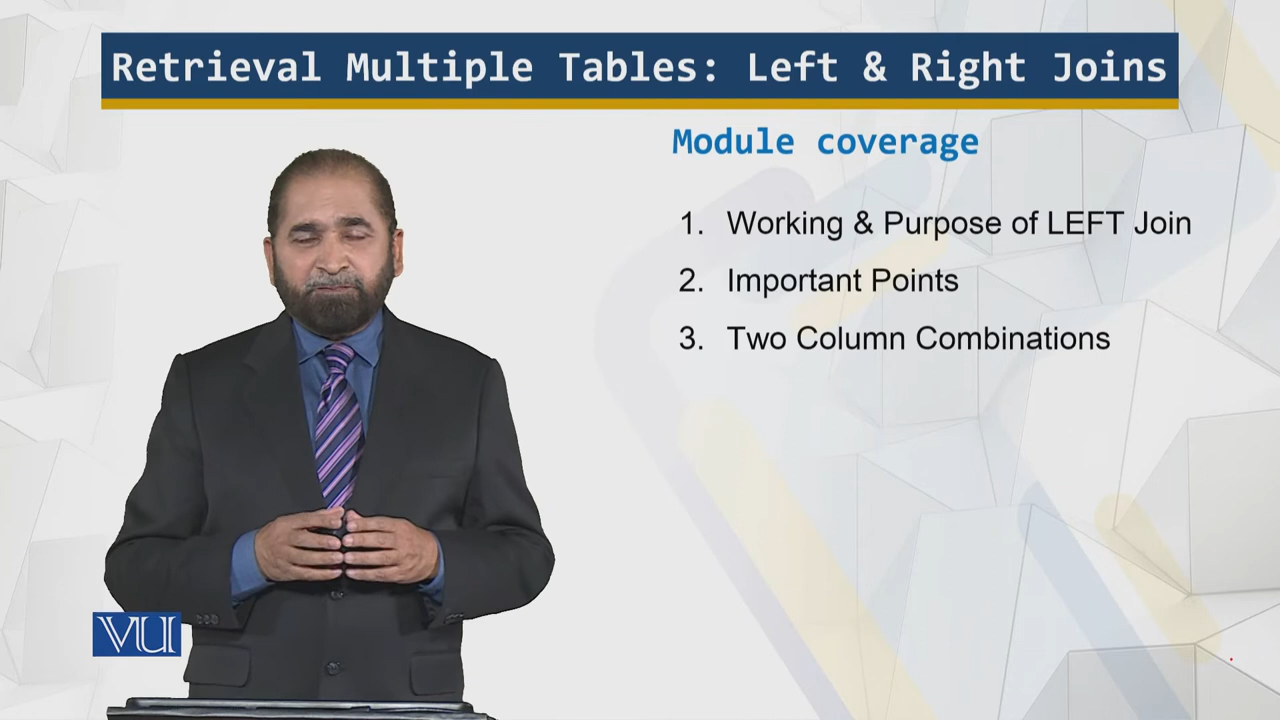 Retrieval Multiple Tables: Left & Right Joins
Module coverage
1. Working & Purpose of LEFT Join
2. Important Points
3. Two Column Combinations
VU